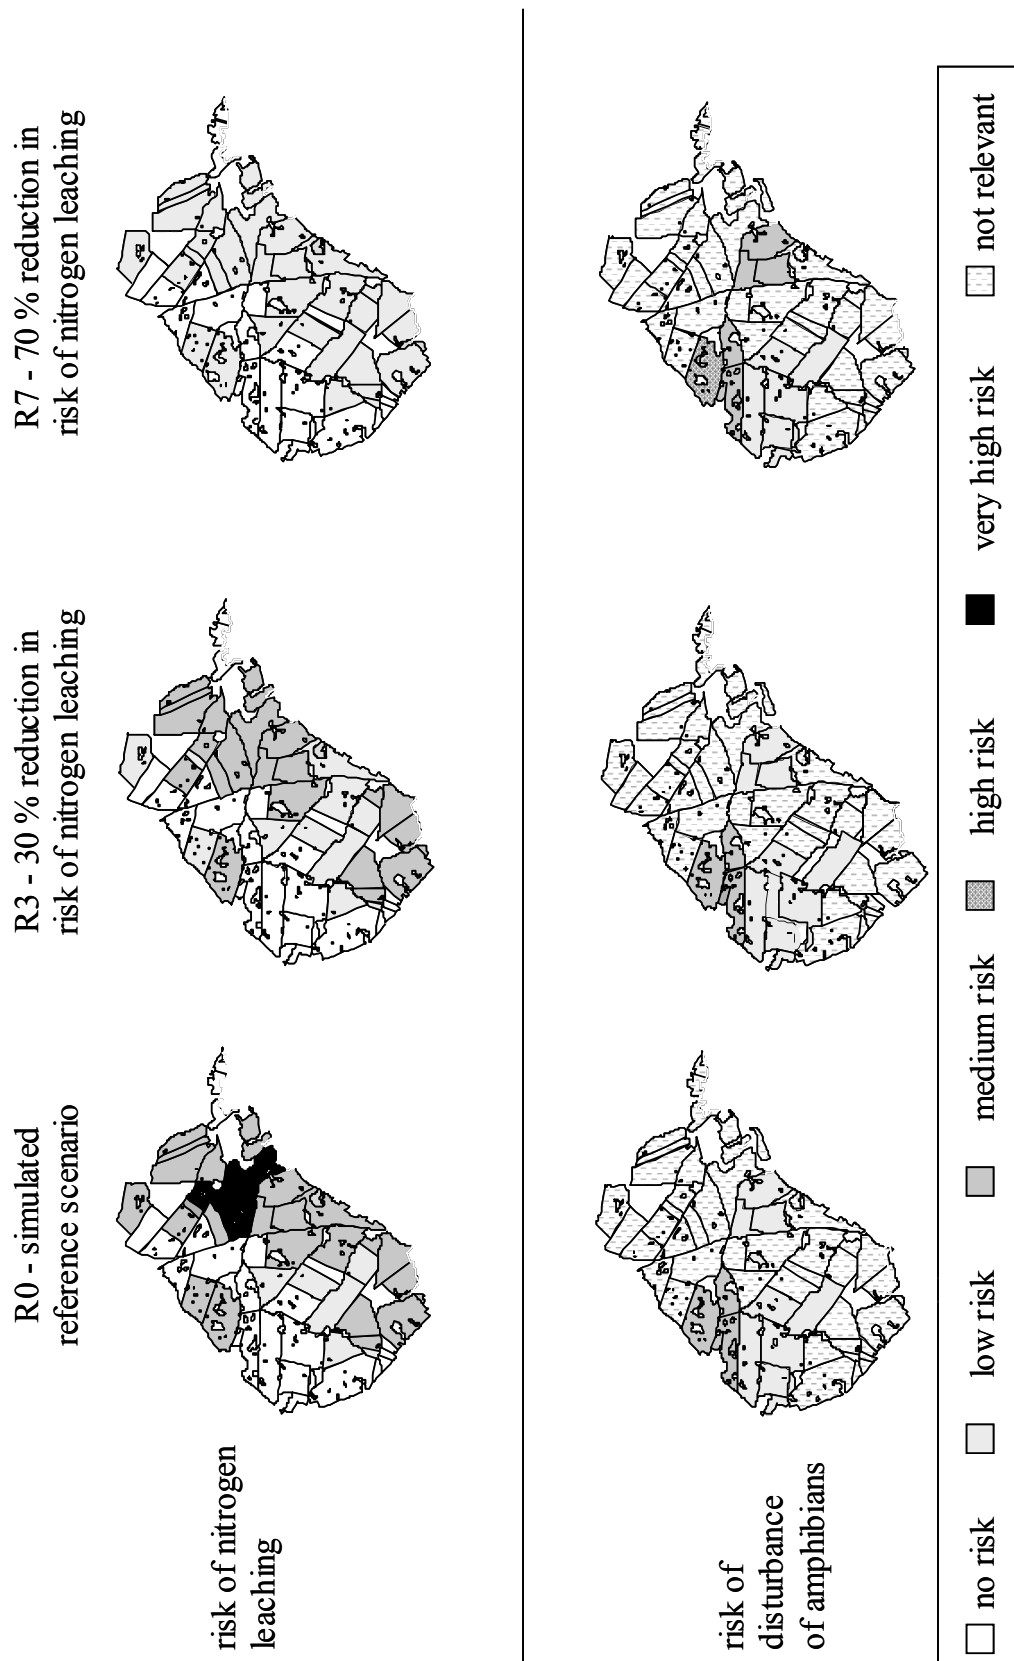 R0 - simulated
reference scenario
R3 - 30 % reduction in
risk of nitrogen leaching
R7 - 70 % reduction in
risk of nitrogen leaching
risk of nitrogen
leaching
risk of
disturbance
of amphibians
no risk
low risk
medium risk
high risk
very high risk
not relevant